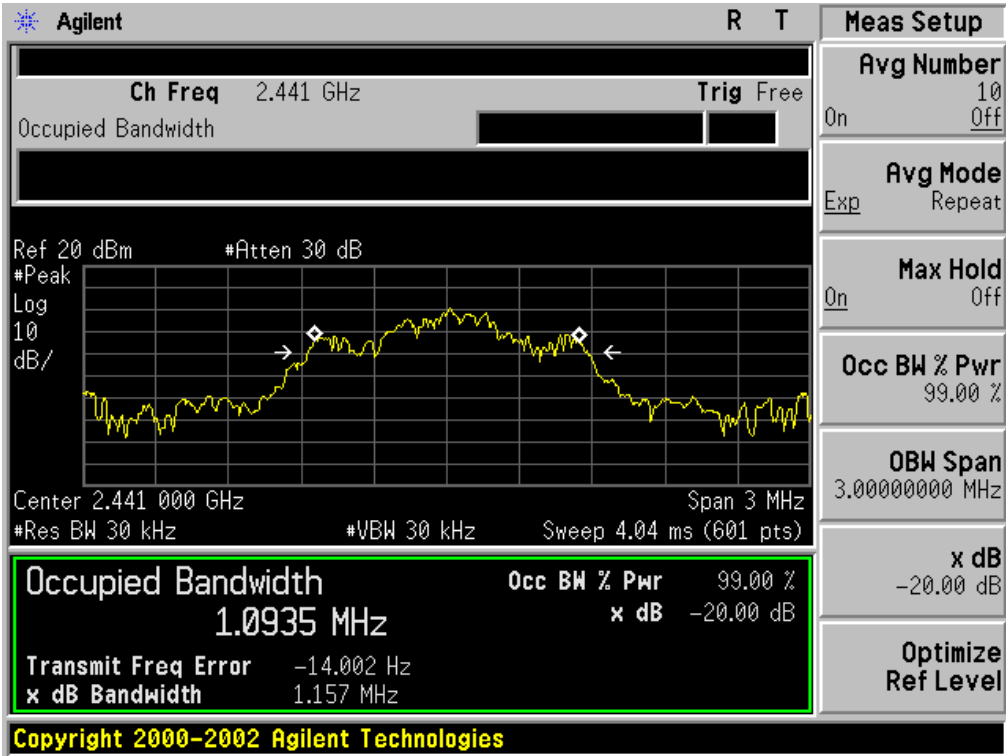 Agilent R T
Ch Freq 2.441 GHz Trig Free
Occupied Bandwidth
Ref 20 dBm #Atten 30 dB
#Peak
Log
10
dB/
Center 2.441 000 GHz Span 3 MHz
#Res BW 30 kHz #VBW 30 kHz Sweep 4.04 ms (601 pts)
Occupied Bandwidth Occ BW % Pwr 99.00 %
1.0935 MHz x dB -20.00 dB
Transmit Freq Error -14.002 Hz
x dB Bandwidth 1.157 MHz
Copyright 2000-2002 Agilent Technologies
Meas Setup
Avg Number
10
On Off
Avg Mode
Exp Repeat
Max Hold
On Off
Occ BW % Pwr
99.00 %
OBW Span
3.00000000 MHz
x dB
-20.00 dB
Optimize
Ref Level